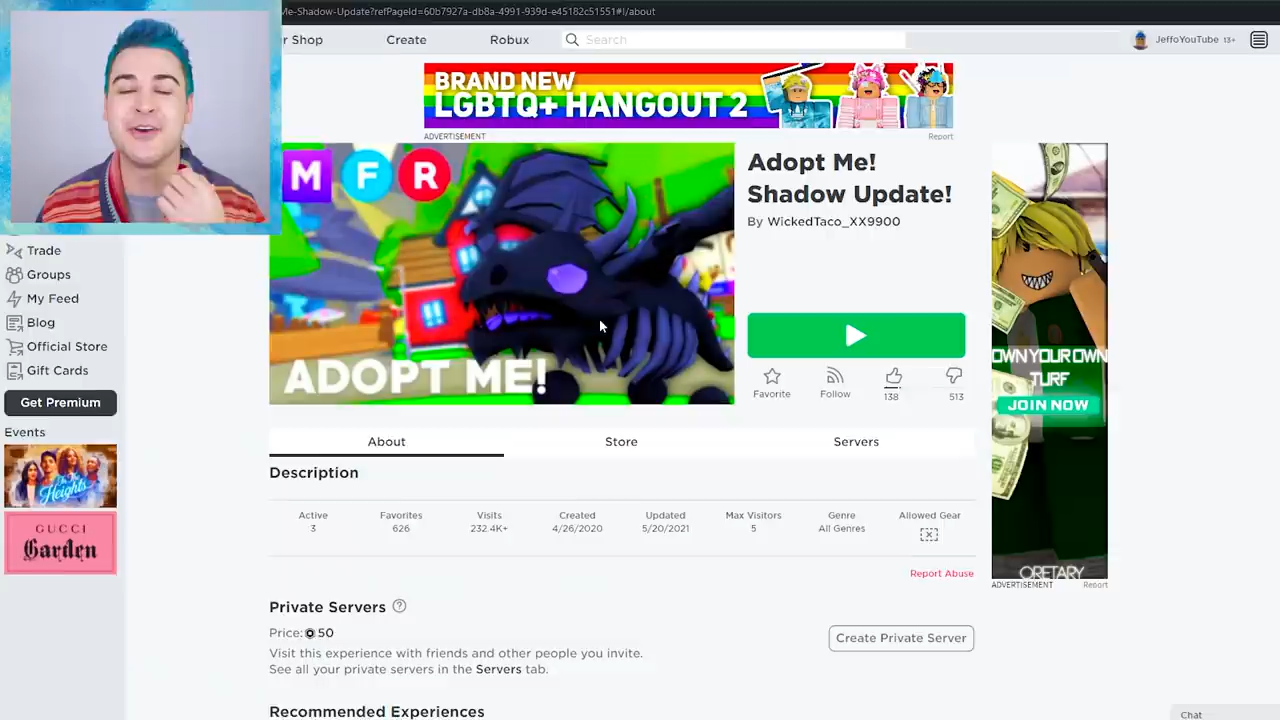 Me-Shadow-Update?refPageId=60b7927a-db8a-4991-939d-e45182c51551#!/about
r Shop
Create
Robux
Search
JeffoYouTube 13+
BRAND NEW
LGBTQ+ HANGOUT 2
ADVERTISEMENT
Report
M F R
ADOPT ME!
Adopt Me!
Shadow Update!
By WickedTaco_XX9900
Favorite
Follow
138
513
OWN YOUR OWN
TURF
JOIN NOW
ORETARY
ADVERTISEMENT
Report
Trade
Groups
My Feed
Blog
Official Store
Gift Cards
Get Premium
Events
In The
Heights
GUCCI
Garden
About
Store
Servers
Description
Active
3
Favorites
626
Visits
232.4K+
Created
4/26/2020
Updated
5/20/2021
Max Visitors
5
Genre
All Genres
Allowed Gear
Report Abuse
Private Servers
Price: 50
Create Private Server
Visit this experience with friends and other people you invite.
See all your private servers in the Servers tab.
Recommended Experiences
Chat